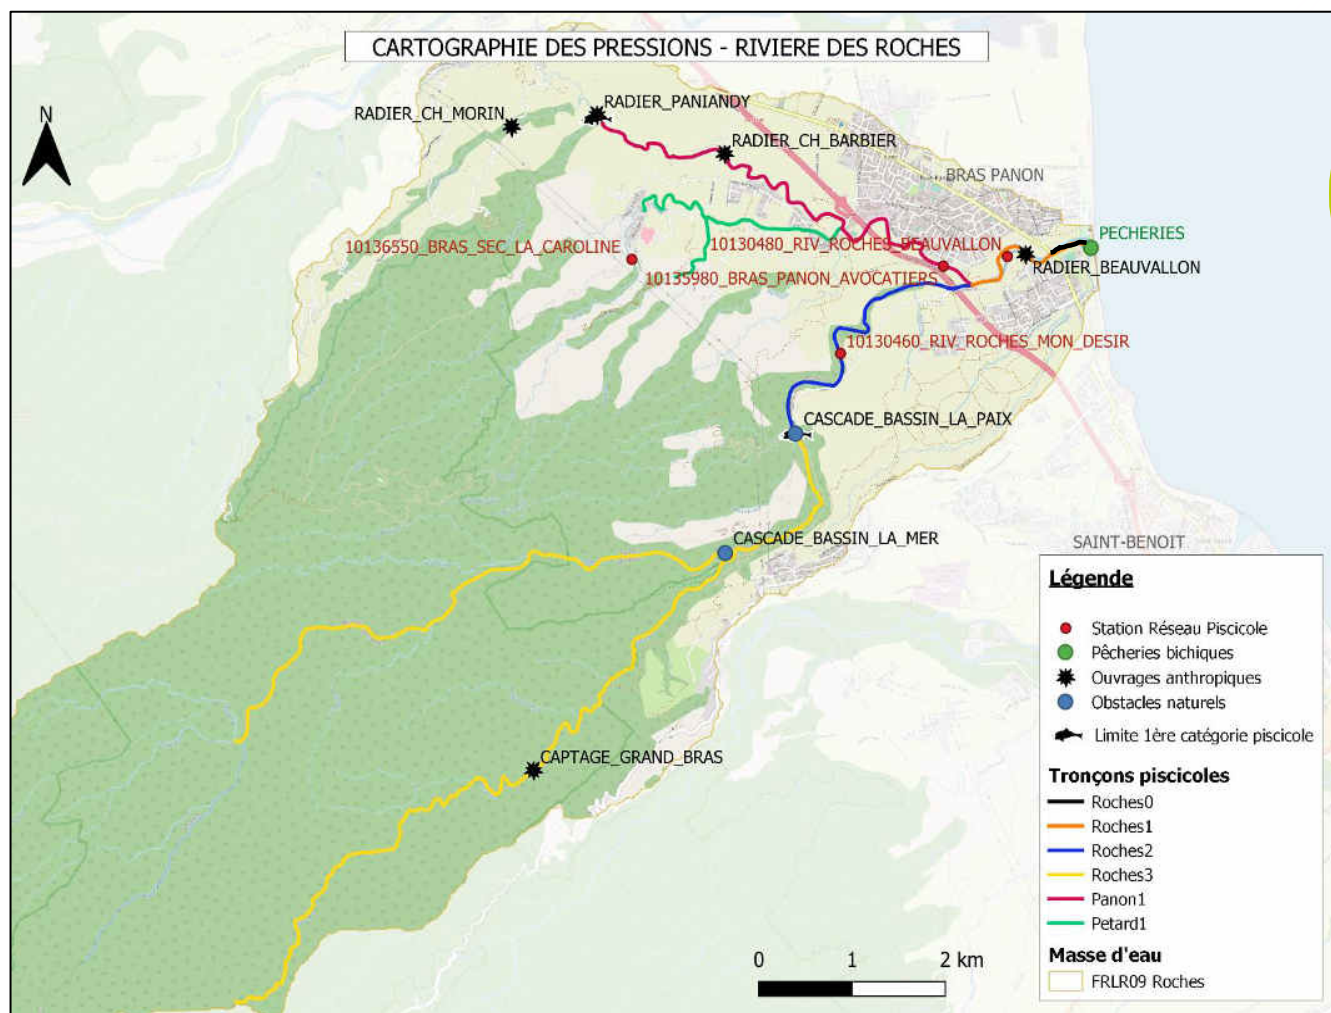 CARTOGRAPHIE DES PRESSIONS - RIVIERE DES ROCHES
N
RADIER_PANIANDY
RADIER_CH_MORIN
RADIER_CH_BARBIER
BRAS PANON
PECHERIES
10136550_BRAS_SEC_LA_CAROLINE
10130480_RIV_ROCHES_BEAUVALLON
RADIER_BEAUVALLON
10135980_BRAS_PANON_AVOCATIERS
10130460_RIV_ROCHES_MON_DESIR
CASCADE_BASSIN_LA_PAIX
CASCADE_BASSIN_LA_MER
SAINT-BENOIT
CAPTAGE_GRAND_BRAS
Légende
Station Réseau Piscicole
Pêcheries bichiques
Ouvrages anthropiques
Obstacles naturels
Limite 1ère catégorie piscicole
Tronçons piscicoles
Roches0
Roches1
Roches2
Roches3
Panon1
Petard1
Masse d'eau
FRLR09 Roches
0 1 2 km